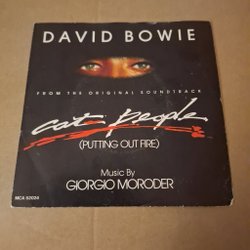 DAVID BOWIE
FROM THE ORIGINAL SOUNDTRACK
cat people
(PUTTING OUT FIRE)
Music By
GIORGIO MORODER
MCA-52024